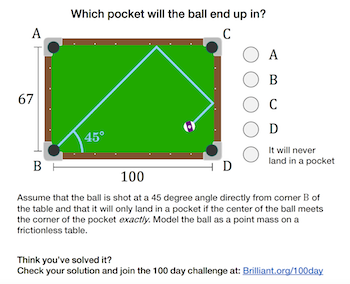 Which pocket will the ball end up in?
A
C
67
45°
B
D
100
A
B
C
D
It will never
land in a pocket
Assume that the ball is shot at a 45 degree angle directly from corner B of
the table and that it will only land in a pocket if the center of the ball meets
the corner of the pocket exactly. Model the ball as a point mass on a
frictionless table.
Think you've solved it?
Check your solution and join the 100 day challenge at: Brilliant.org/100day